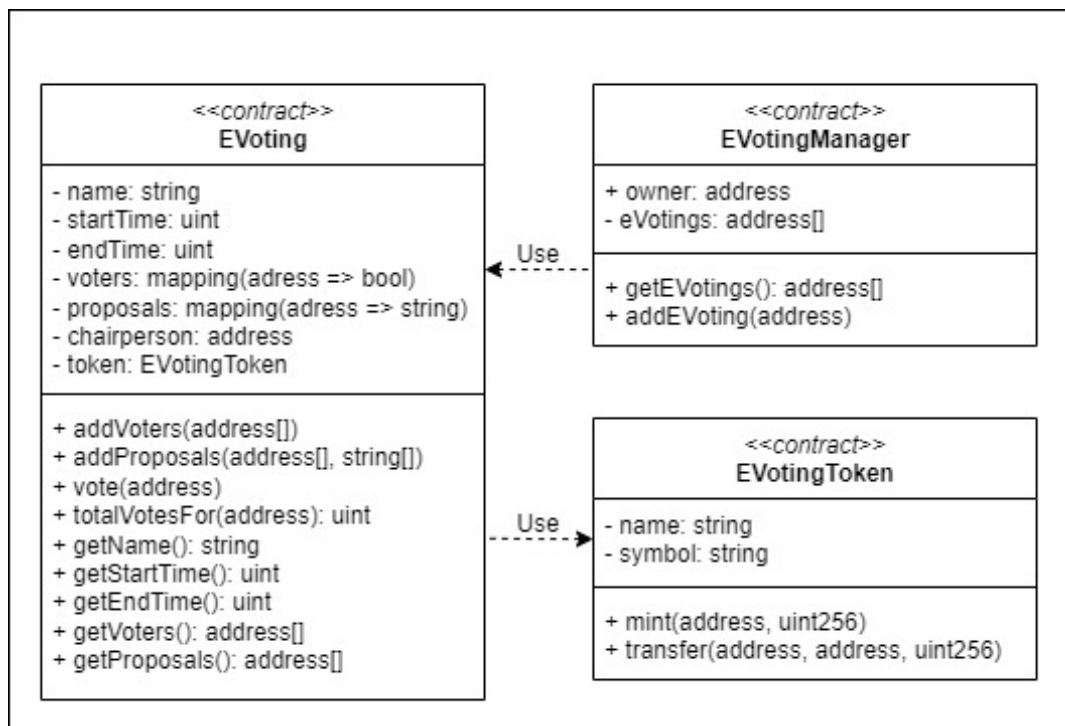 <<contract>>
EVoting
- name: string
- startTime: uint
- endTime: uint
- voters: mapping(adress => bool)
- proposals: mapping(adress => string)
- chairperson: address
- token: EVotingToken
+ addVoters(address[])
+ addProposals(address[], string[])
+ vote(address)
+ totalVotesFor(address): uint
+ getName(): string
+ getStartTime(): uint
+ getEndTime(): uint
+ getVoters(): address[]
+ getProposals(): address[]
Use
<<contract>>
EVotingManager
+ owner: address
- eVotings: address[]
+ getEVotings(): address[]
+ addEVoting(address)
Use
<<contract>>
EVotingToken
- name: string
- symbol: string
+ mint(address, uint256)
+ transfer(address, address, uint256)